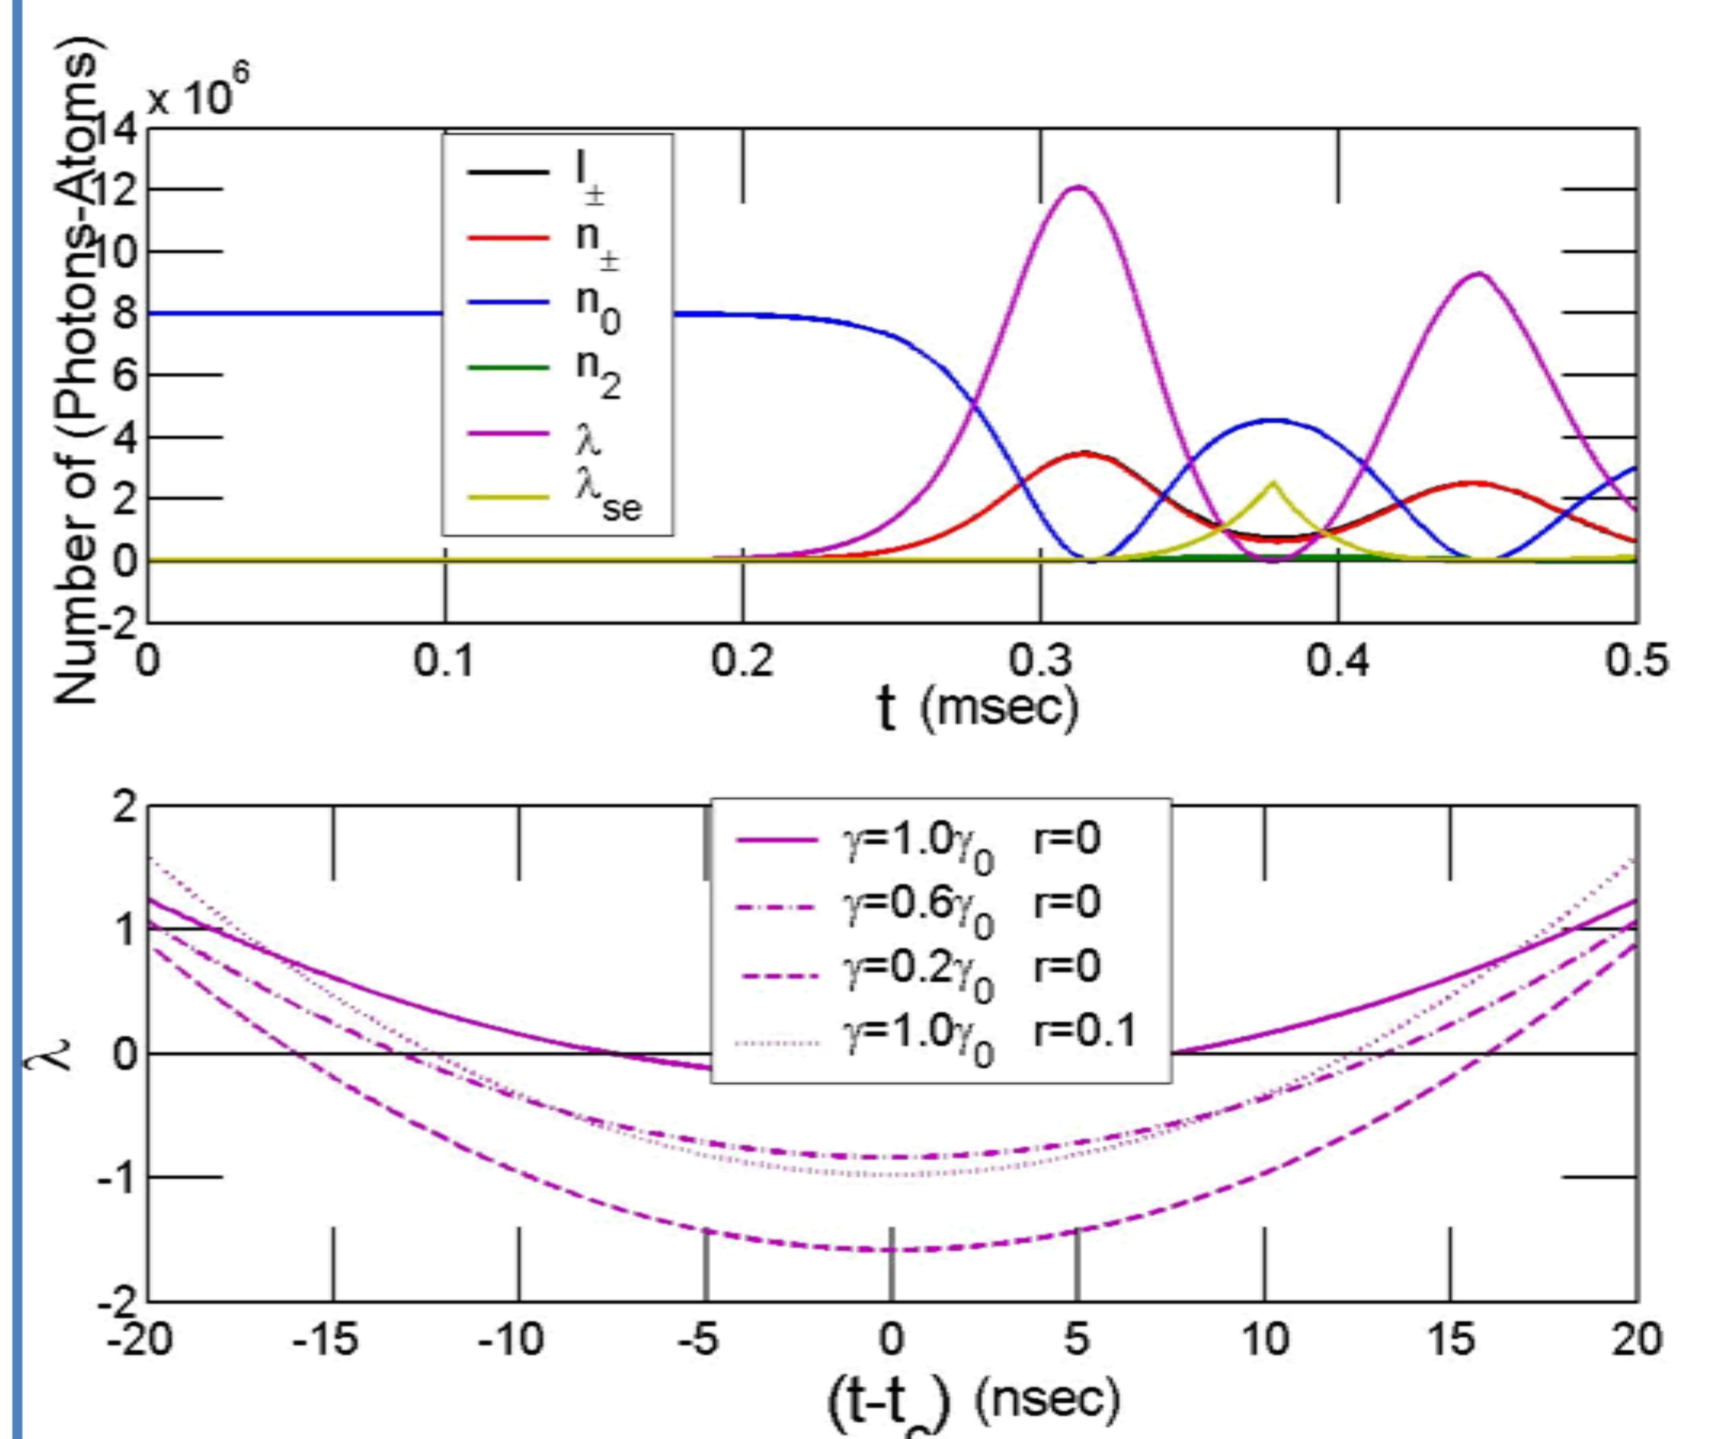 x 10^6
Number of (Photons-Atoms)
14
12
10
8
6
4
2
0
-2
I±
n±
n0
n2
λ
λse
0 0.1 0.2 0.3 0.4 0.5
t (msec)
2
1
0
-1
-2
λ
γ=1.0γ0 r=0
γ=0.6γ0 r=0
γ=0.2γ0 r=0
γ=1.0γ0 r=0.1
-20 -15 -10 -5 0 5 10 15 20
(t-tc) (nsec)